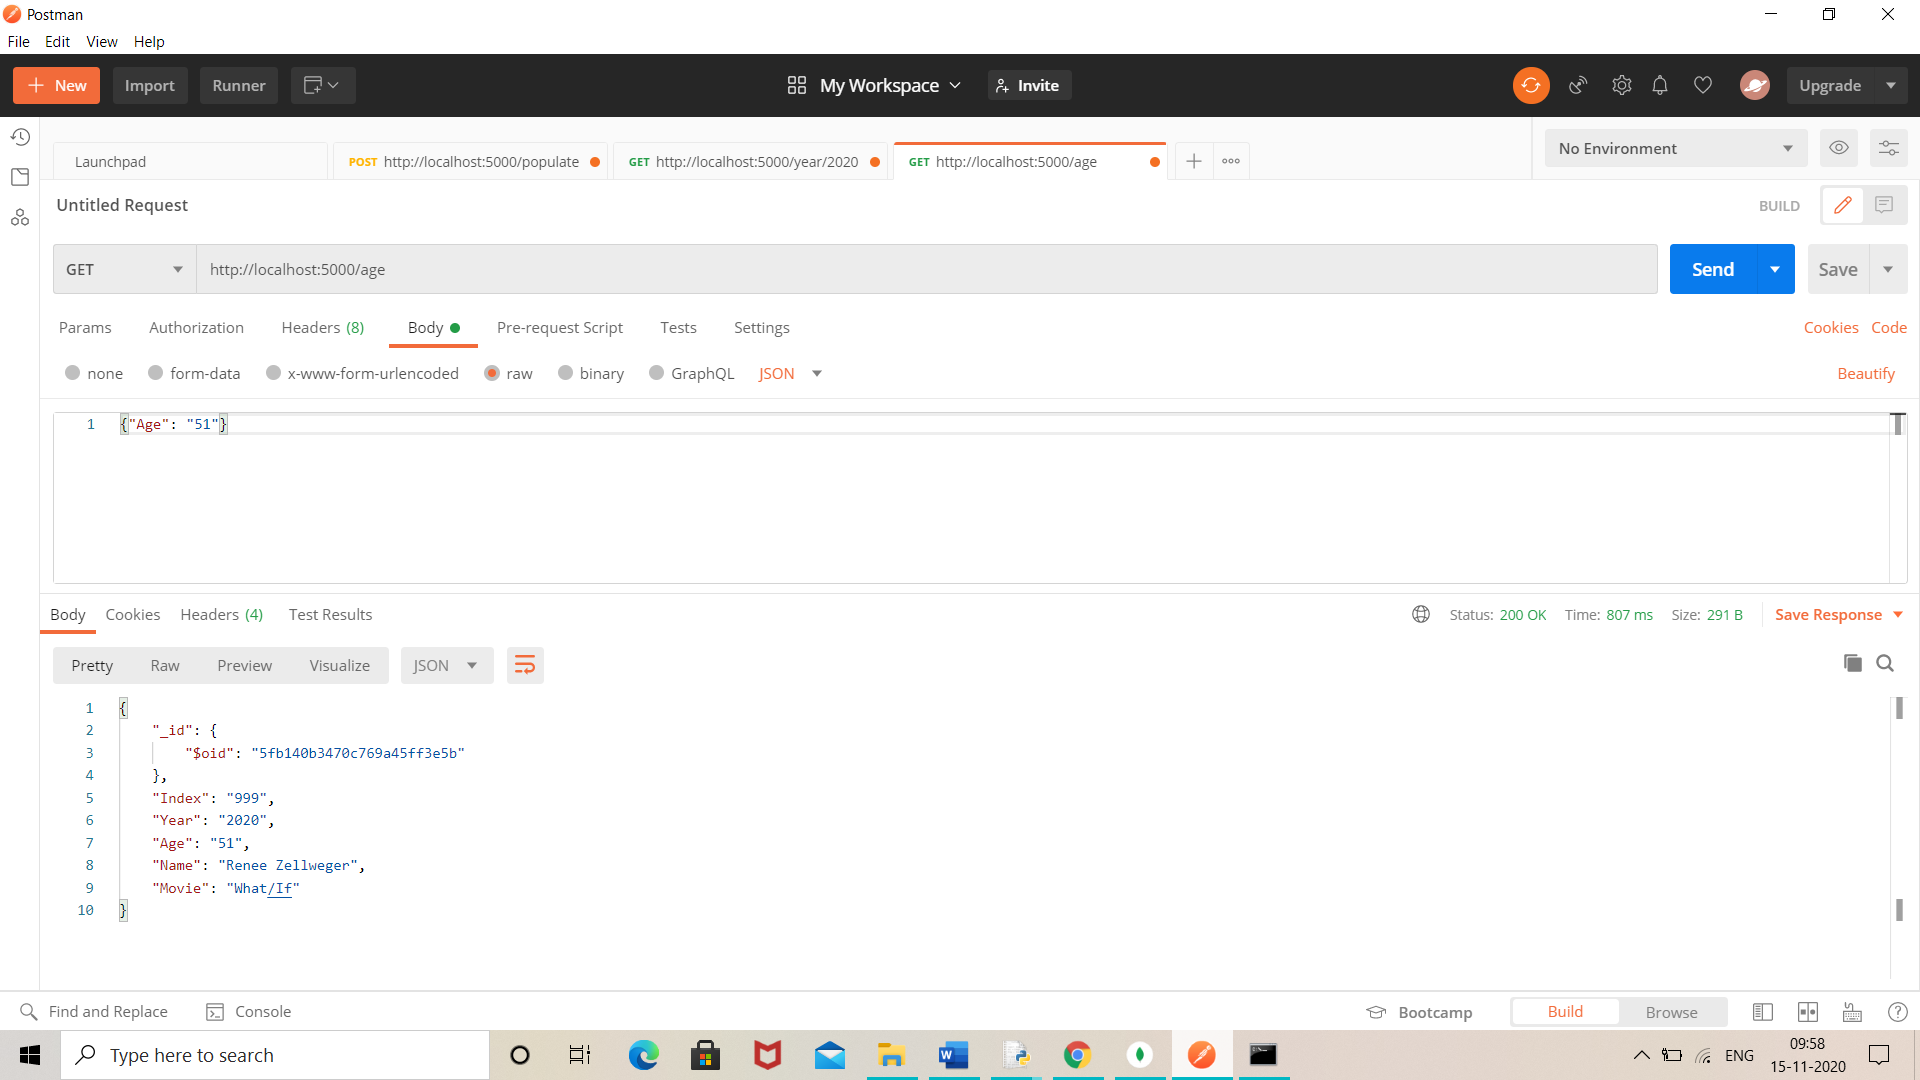 Postman
File Edit View Help
New Import Runner My Workspace Invite Upgrade
Launchpad POST http://localhost:5000/populate GET http://localhost:5000/year/2020 GET http://localhost:5000/age No Environment
Untitled Request BUILD
GET http://localhost:5000/age Send Save
Params Authorization Headers (8) Body Pre-request Script Tests Settings Cookies Code
none form-data x-www-form-urlencoded raw binary GraphQL JSON Beautify
1 {"Age": "51"}
Body Cookies Headers (4) Test Results Status: 200 OK Time: 807 ms Size: 291 B Save Response
Pretty Raw Preview Visualize JSON
1 {
2 "_id": {
3 "$oid": "5fb140b3470c769a45ff3e5b"
4 },
5 "Index": "999",
6 "Year": "2020",
7 "Age": "51",
8 "Name": "Renee Zellweger",
9 "Movie": "What/If"
10 }
Find and Replace Console Bootcamp Build Browse
Type here to search ENG 09:58
15-11-2020